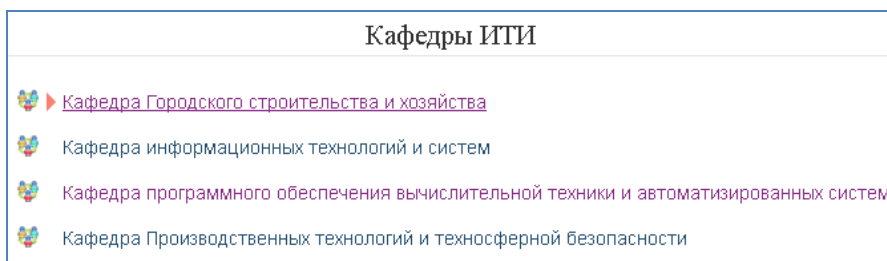 Кафедры ИТИ
Кафедра Городского строительства и хозяйства
Кафедра информационных технологий и систем
Кафедра программного обеспечения вычислительной техники и автоматизированных систем
Кафедра Производственных технологий и техносферной безопасности